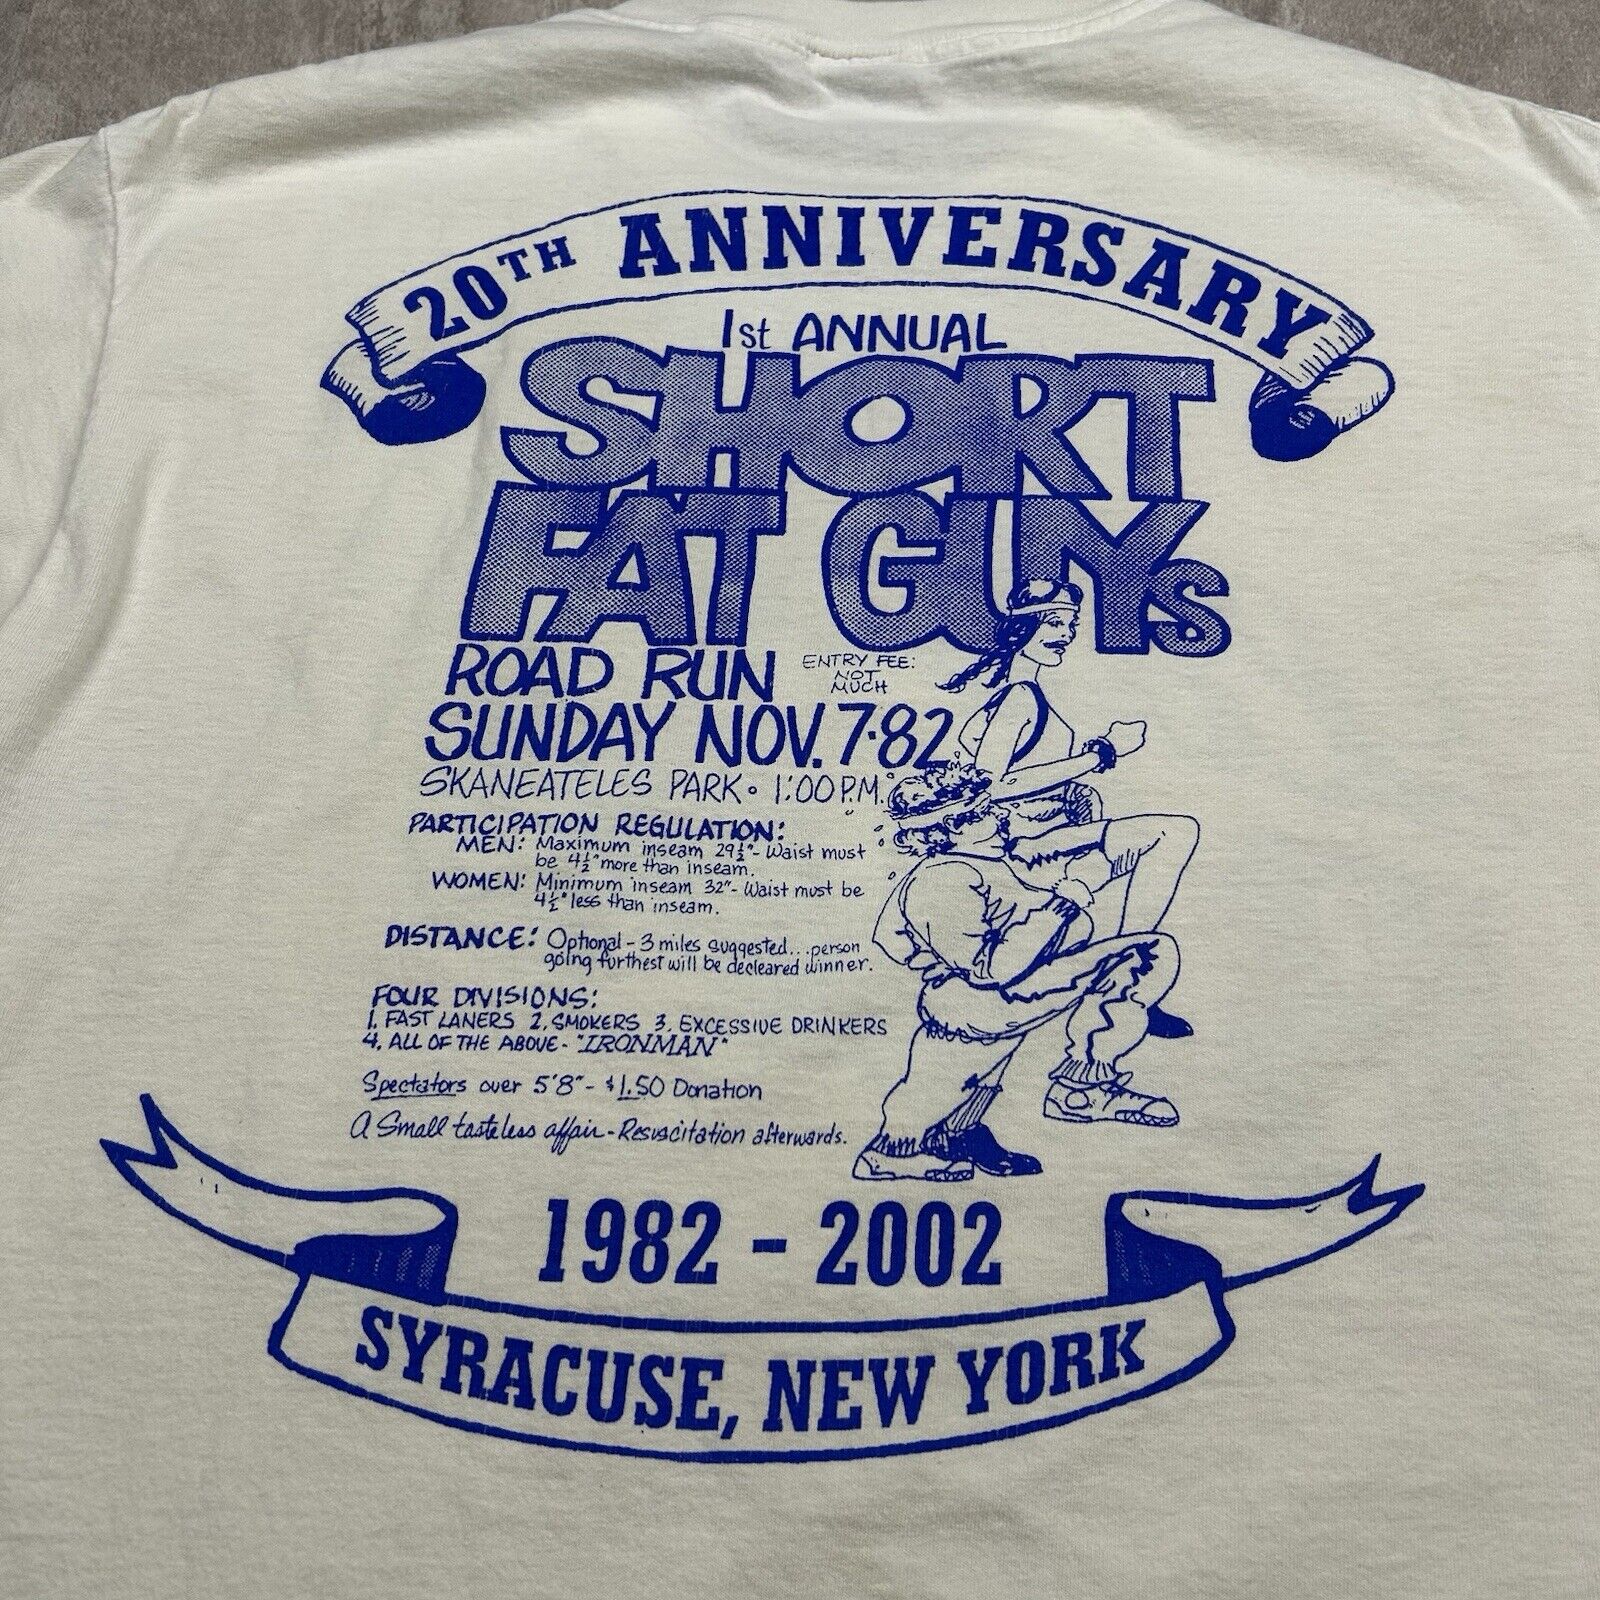 20TH ANNIVERSARY
1st ANNUAL
SHORT
FAT GUYS
ROAD RUN
ENTRY FEE:
NOT
MUCH
SUNDAY NOV. 7·82
SKANEATELES PARK · 1:00 P.M.
PARTICIPATION REGULATION:
MEN: Maximum inseam 29½"- Waist must
be 4½" more than inseam.
WOMEN: Minimum inseam 32"- Waist must be
4½" less than inseam.
DISTANCE: Optional - 3 miles suggested... person
going furthest will be decleared winner.
FOUR DIVISIONS:
1. FAST LANERS 2. SMOKERS 3. EXCESSIVE DRINKERS
4. ALL OF THE ABOVE - "IRONMAN"
Spectators over 5'8" - $1.50 Donation
A Small tasteless affair - Resuscitation afterwards.
1982 - 2002
SYRACUSE, NEW YORK